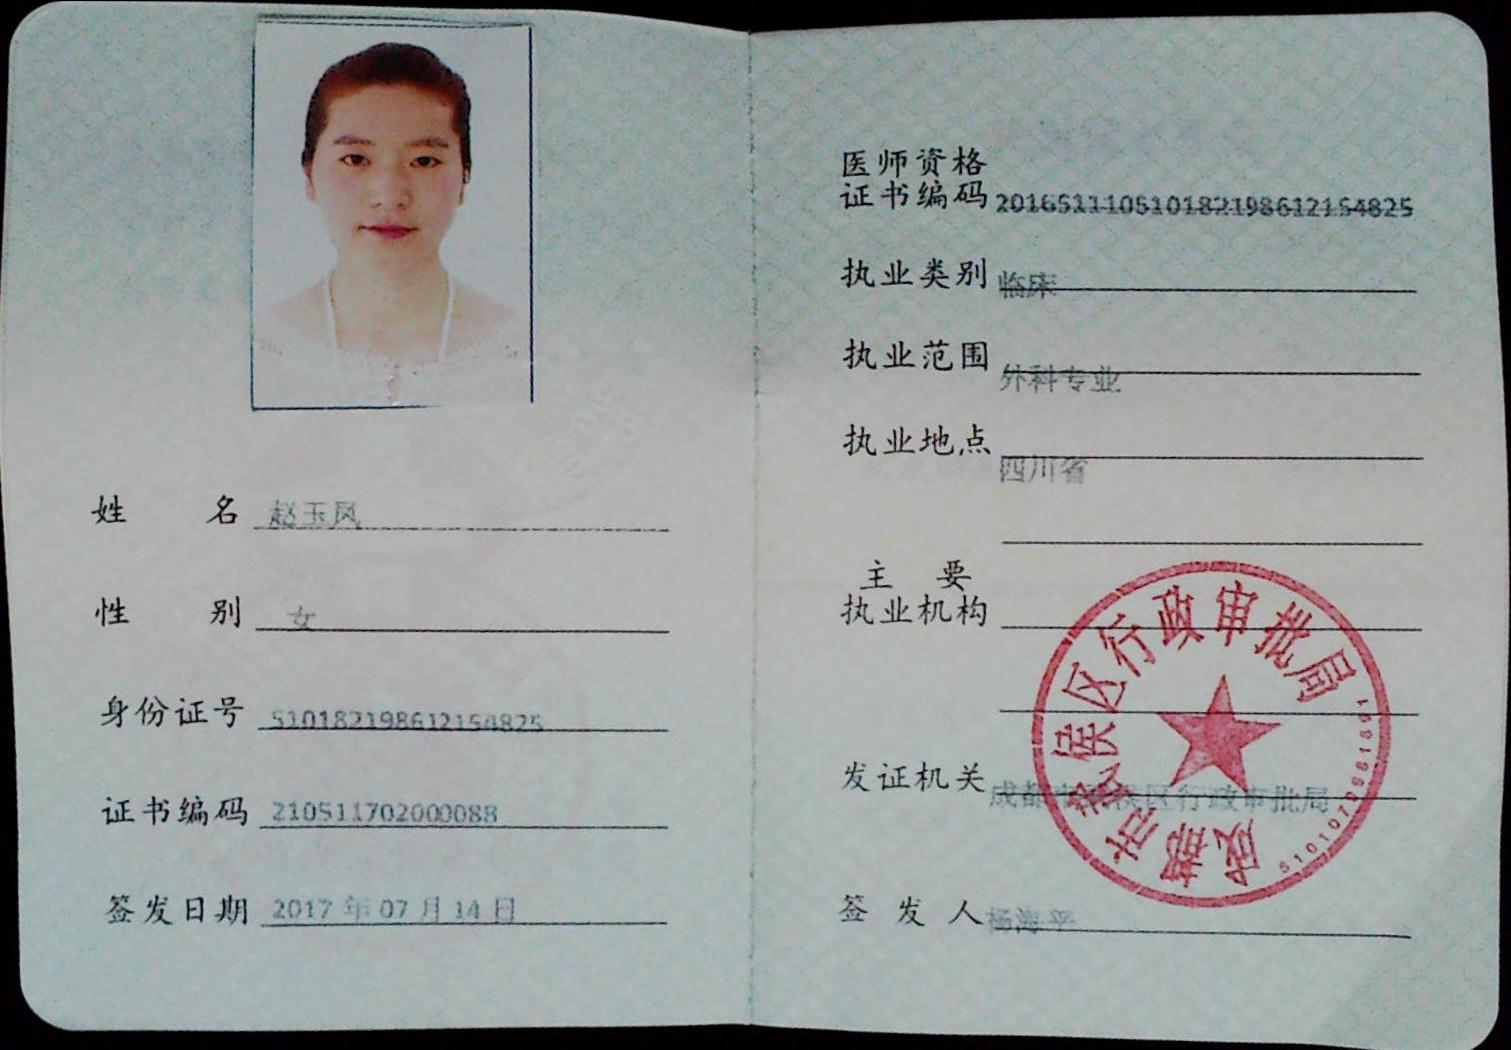 姓 名 赵玉凤
性 别 女
身份证号 510182198612154825
证书编码 210511702000088
签发日期 2017 年 07 月 14 日
医师资格
证书编码 201651110510182198612154825
执业类别 临床
执业范围 外科专业
执业地点 四川省
主 要
执业机构
发证机关 成都市武侯区行政审批局
签 发 人 杨海平
成都市武侯区行政审批局